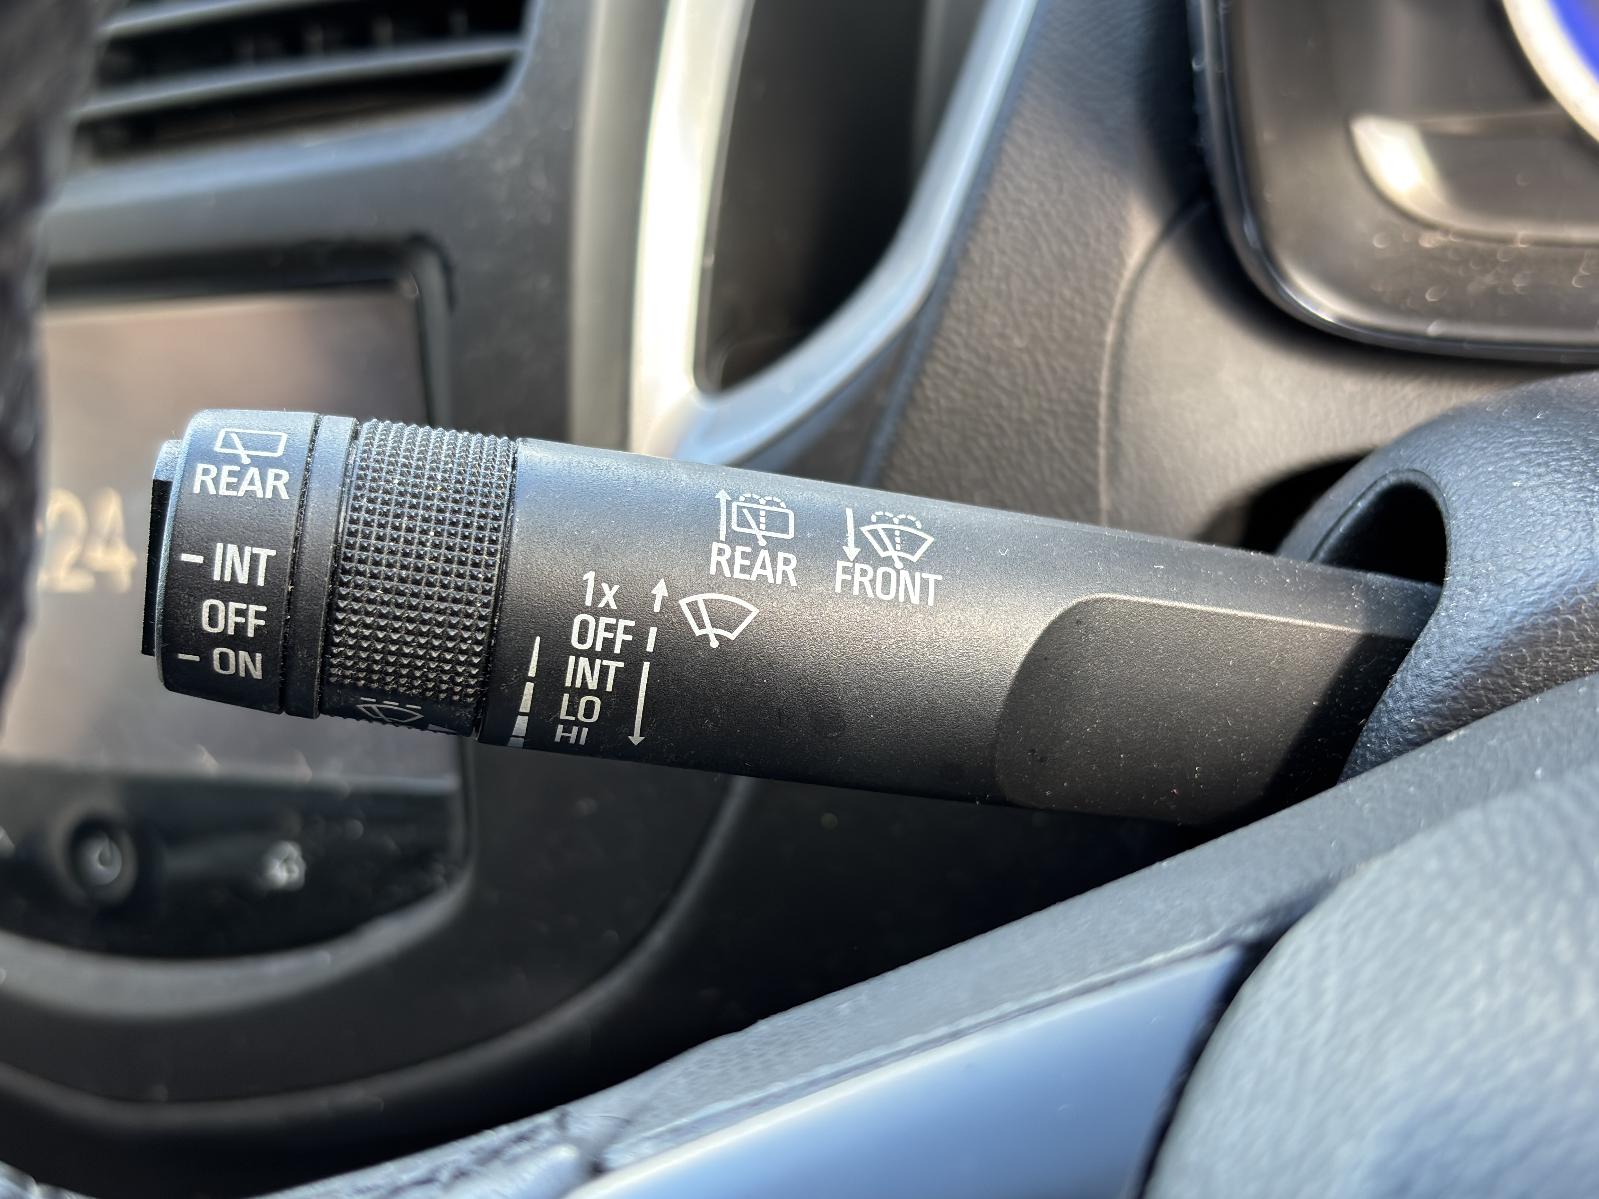 REAR
- INT
OFF
- ON
REAR
FRONT
1x
OFF
INT
LO
HI
24